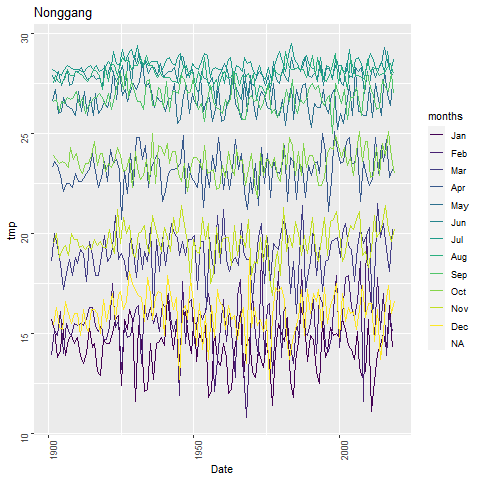 Nonggang
tmp
30
25
20
15
10
1900
1950
2000
Date
months
Jan
Feb
Mar
Apr
May
Jun
Jul
Aug
Sep
Oct
Nov
Dec
NA